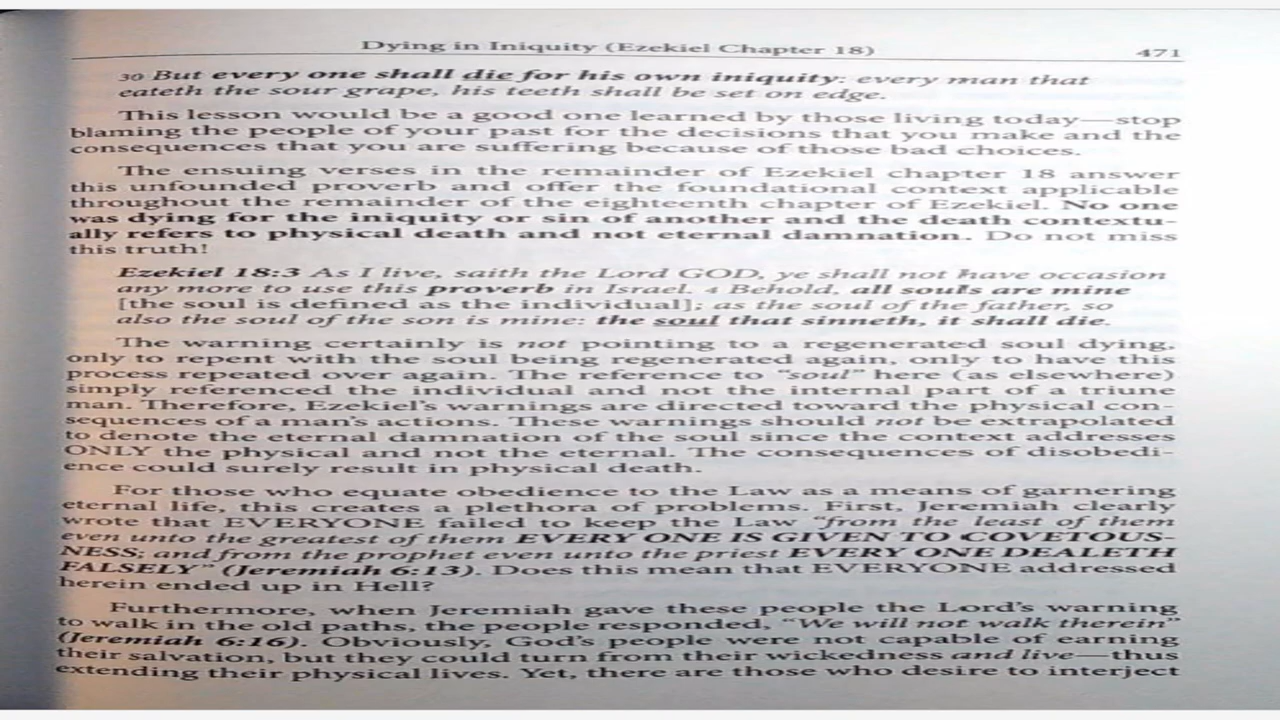 Dying in Iniquity (Ezekiel Chapter 18) 471
30 But every one shall die for his own iniquity: every man that
eateth the sour grape, his teeth shall be set on edge.
This lesson would be a good one learned by those living today—stop
blaming the people of your past for the decisions that you make and the
consequences that you are suffering because of those bad choices.
The ensuing verses in the remainder of Ezekiel chapter 18 answer
this unfounded proverb and offer the foundational context applicable
throughout the remainder of the eighteenth chapter of Ezekiel. No one
was dying for the iniquity or sin of another and the death contextu-
ally refers to physical death and not eternal damnation. Do not miss
this truth!
Ezekiel 18:3 As I live, saith the Lord GOD, ye shall not have occasion
any more to use this proverb in Israel. 4 Behold, all souls are mine
[the soul is defined as the individual]; as the soul of the father, so
also the soul of the son is mine: the soul that sinneth, it shall die.
The warning certainly is not pointing to a regenerated soul dying,
only to repent with the soul being regenerated again, only to have this
process repeated over again. The reference to "soul" here (as elsewhere)
simply referenced the individual and not the internal part of a triune
man. Therefore, Ezekiel's warnings are directed toward the physical con-
sequences of a man's actions. These warnings should not be extrapolated
to denote the eternal damnation of the soul since the context addresses
ONLY the physical and not the eternal. The consequences of disobedi-
ence could surely result in physical death.
For those who equate obedience to the Law as a means of garnering
eternal life, this creates a plethora of problems. First, Jeremiah clearly
wrote that EVERYONE failed to keep the Law "from the least of them
even unto the greatest of them EVERY ONE IS GIVEN TO COVETOUS-
NESS; and from the prophet even unto the priest EVERY ONE DEALETH
FALSELY" (Jeremiah 6:13). Does this mean that EVERYONE addressed
herein ended up in Hell?
Furthermore, when Jeremiah gave these people the Lord's warning
to walk in the old paths, the people responded, "We will not walk therein"
(Jeremiah 6:16). Obviously, God's people were not capable of earning
their salvation, but they could turn from their wickedness and live—thus
extending their physical lives. Yet, there are those who desire to interject